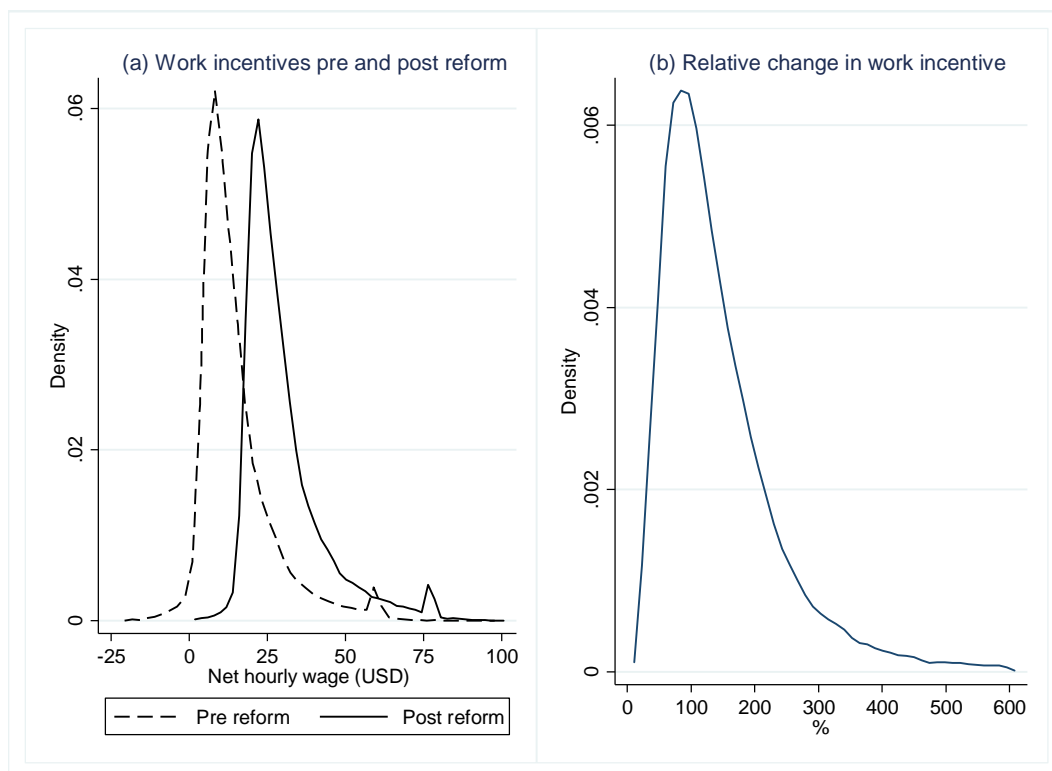 (a) Work incentives pre and post reform
.06
.04
.02
0
Density
-25 0 25 50 75 100
Net hourly wage (USD)
Pre reform Post reform
(b) Relative change in work incentive
.006
.004
.002
0
Density
0 100 200 300 400 500 600
%